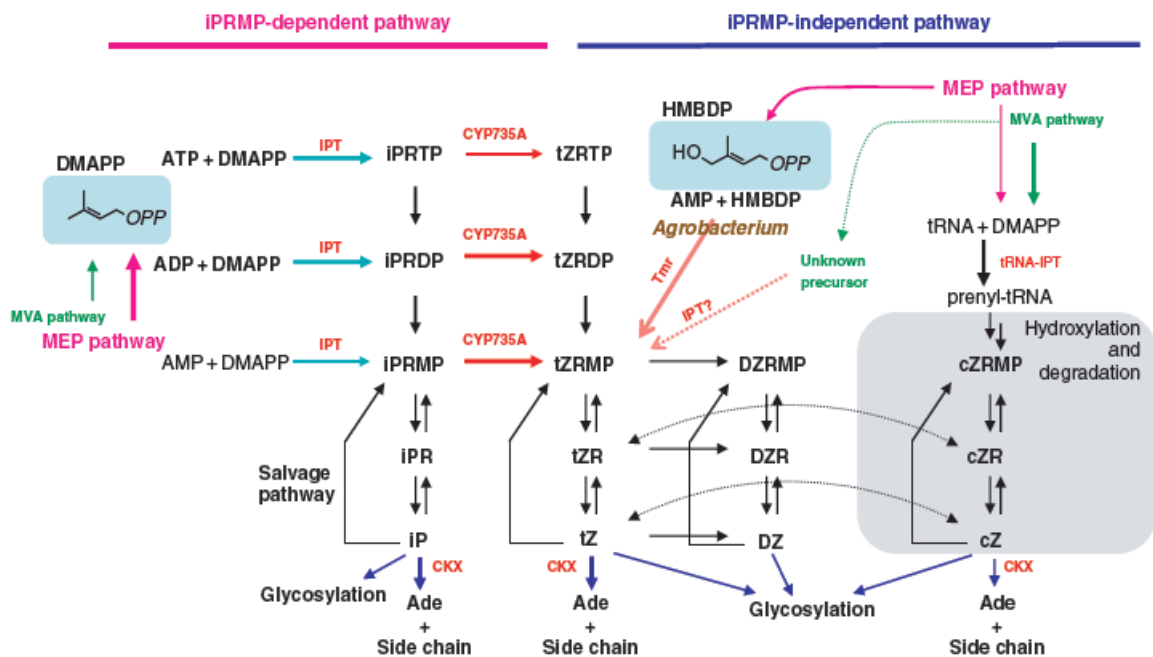 iPRMP-dependent pathway
iPRMP-independent pathway
MEP pathway
HMBDP
MVA pathway
HO
OPP
CYP735A
IPT
DMAPP
ATP + DMAPP
iPRTP
tZRTP
OPP
AMP + HMBDP
Agrobacterium
tRNA + DMAPP
IPT
CYP735A
Tmr
Unknown
precursor
tRNA-IPT
ADP + DMAPP
iPRDP
tZRDP
IPT?
prenyl-tRNA
MVA pathway
MEP pathway
Hydroxylation
and
degradation
IPT
CYP735A
AMP + DMAPP
iPRMP
tZRMP
DZRMP
cZRMP
Salvage
pathway
iPR
tZR
DZR
cZR
iP
tZ
DZ
cZ
CKX
CKX
CKX
Glycosylation
Glycosylation
Ade
+
Side chain
Ade
+
Side chain
Ade
+
Side chain